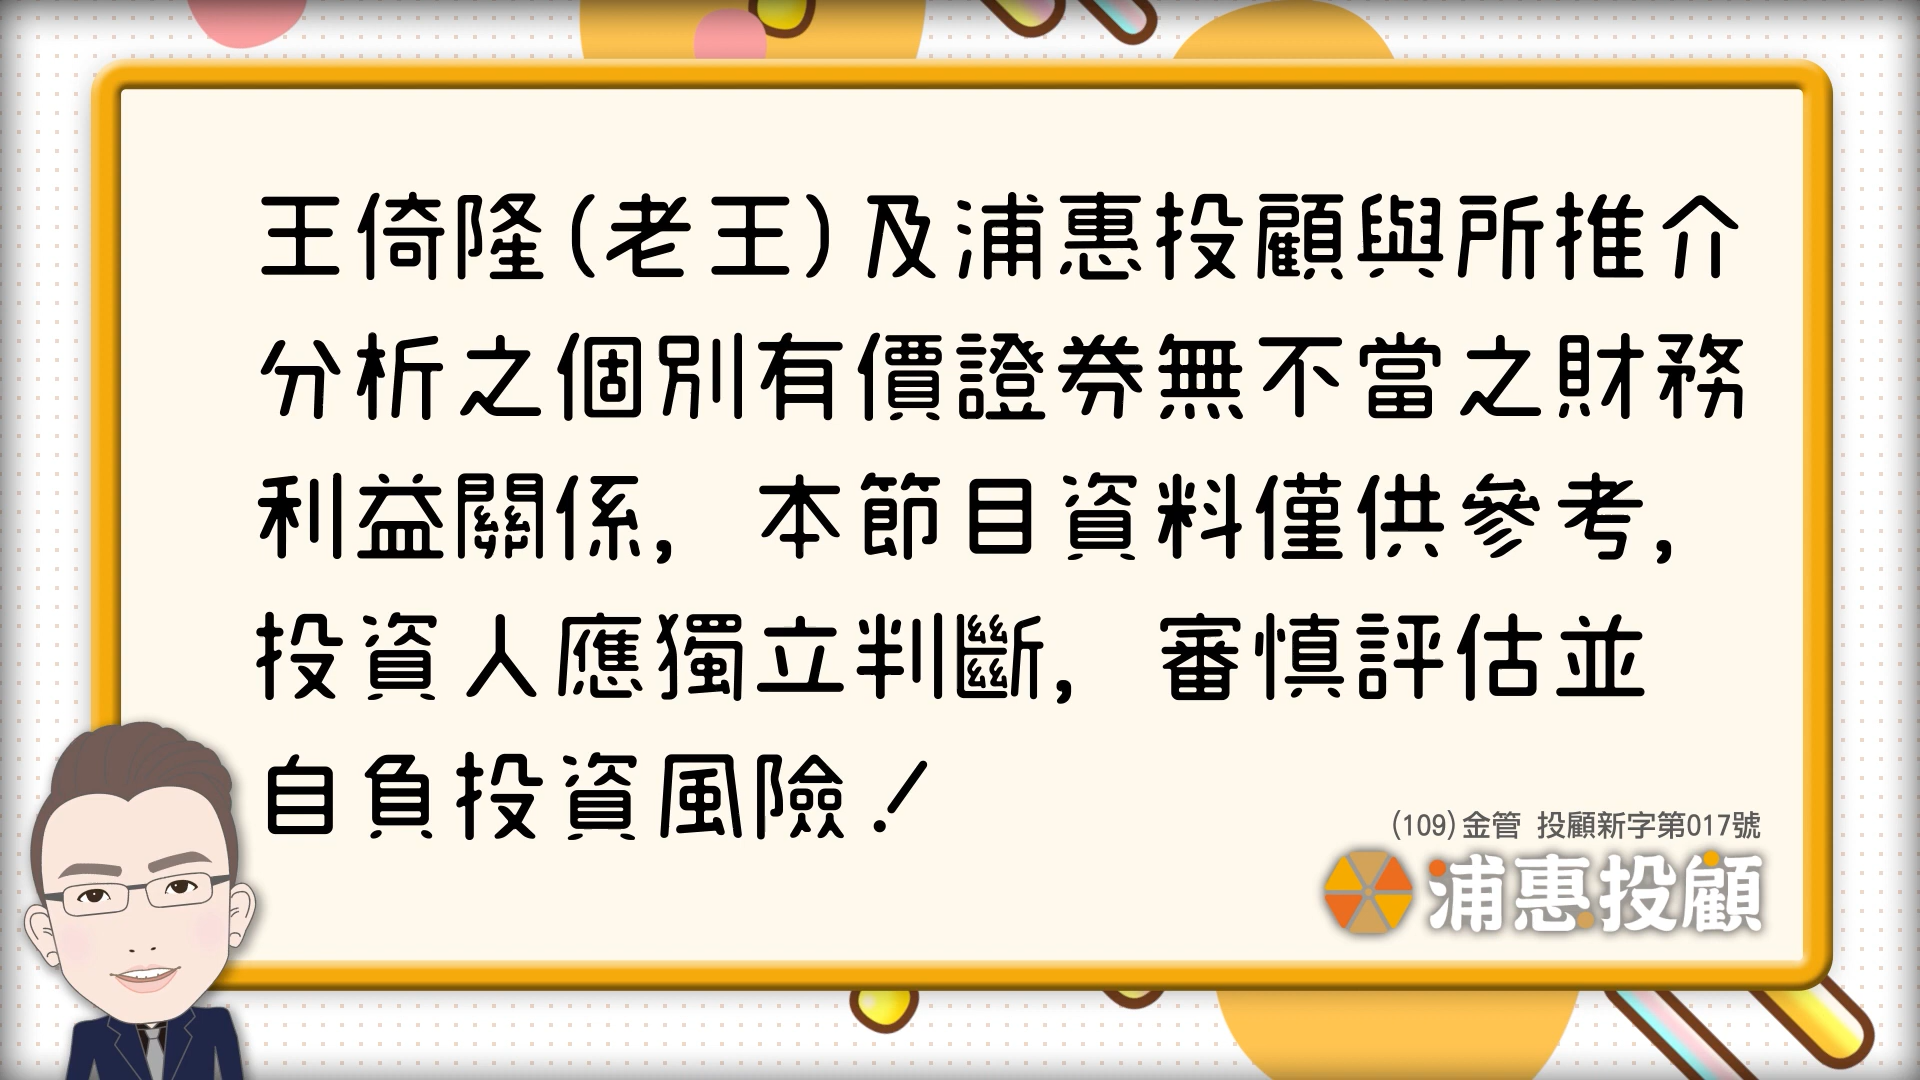 王倚隆(老王)及浦惠投顧與所推介
分析之個別有價證券無不當之財務
利益關係, 本節目資料僅供參考,
投資人應獨立判斷, 審慎評估並
自負投資風險!
(109)金管 投顧新字第017號
浦惠投顧